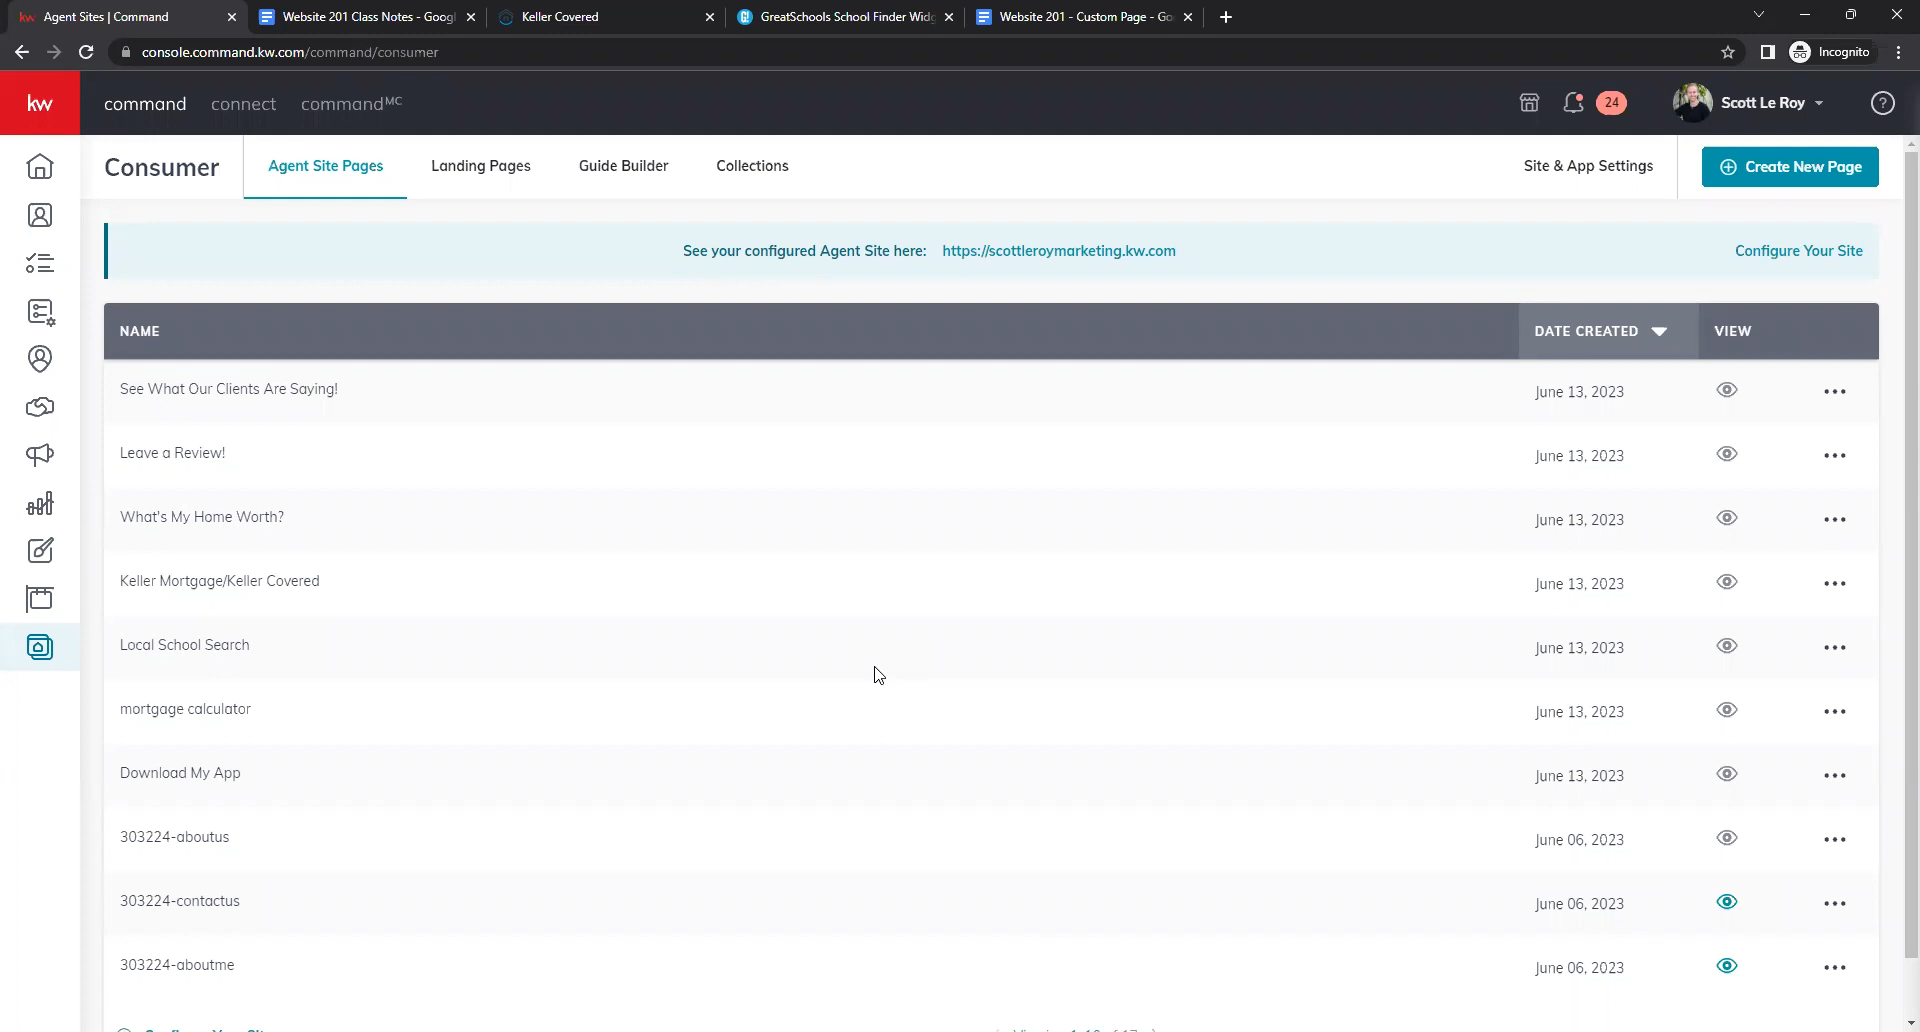 Agent Sites | Command
Website 201 Class Notes - Googl
Keller Covered
GreatSchools School Finder Widg
Website 201 - Custom Page - Go
console.command.kw.com/command/consumer
Incognito
kw
command connect command MC
24
Scott Le Roy
Consumer
Agent Site Pages
Landing Pages
Guide Builder
Collections
Site & App Settings
Create New Page
See your configured Agent Site here: https://scottleroymarketing.kw.com
Configure Your Site
NAME DATE CREATED VIEW
See What Our Clients Are Saying! June 13, 2023
Leave a Review! June 13, 2023
What's My Home Worth? June 13, 2023
Keller Mortgage/Keller Covered June 13, 2023
Local School Search June 13, 2023
mortgage calculator June 13, 2023
Download My App June 13, 2023
303224-aboutus June 06, 2023
303224-contactus June 06, 2023
303224-aboutme June 06, 2023